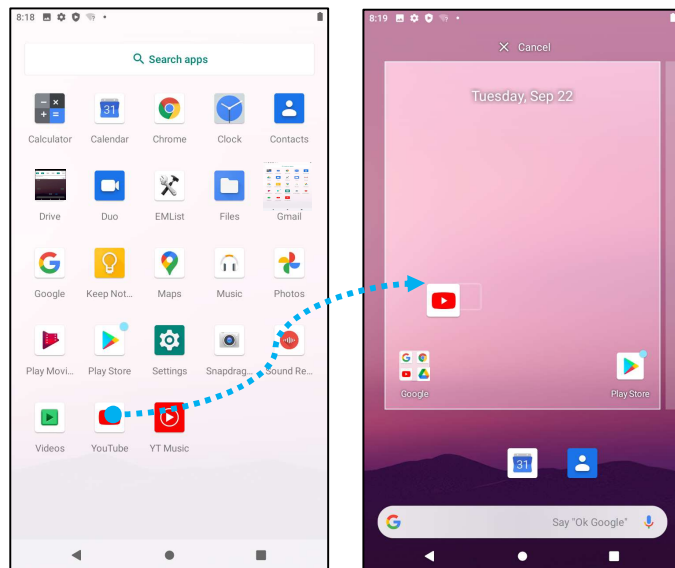 8:18
Search apps
31
Calculator Calendar Chrome Clock Contacts
Drive Duo EMList Files Gmail
Google Keep Not... Maps Music Photos
Play Movi... Play Store Settings Snapdrag... Sound Re...
Videos YouTube YT Music
8:19
Cancel
Tuesday, Sep 22
Google Play Store
31
G Say "Ok Google"